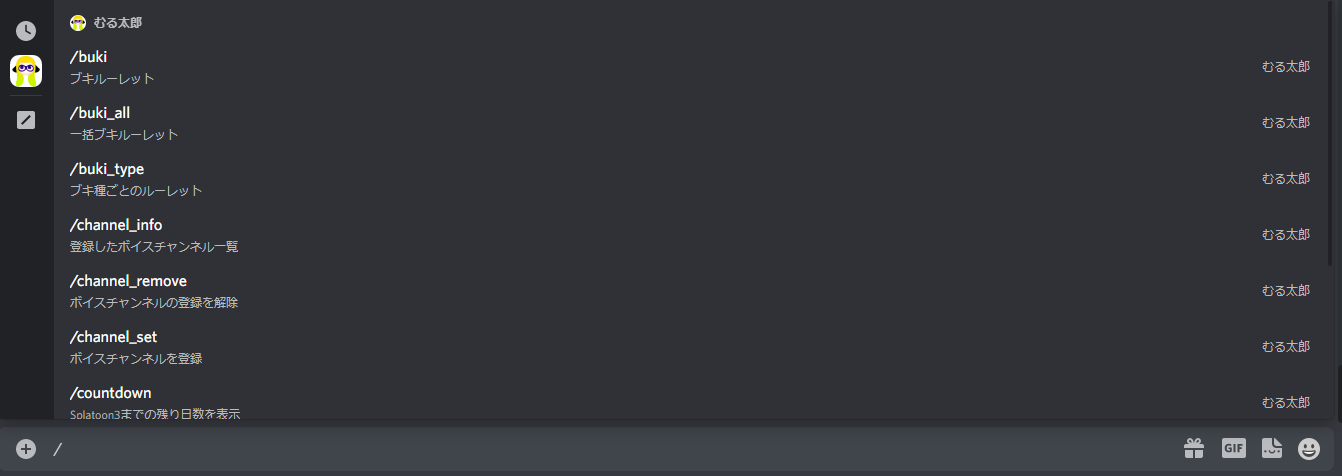 むる太郎
/buki
ブキルーレット
むる太郎
/buki_all
一括ブキルーレット
むる太郎
/buki_type
ブキ種ごとのルーレット
むる太郎
/channel_info
登録したボイスチャンネル一覧
むる太郎
/channel_remove
ボイスチャンネルの登録を解除
むる太郎
/channel_set
ボイスチャンネルを登録
むる太郎
/countdown
Splatoon3までの残り日数を表示
むる太郎
/
GIF